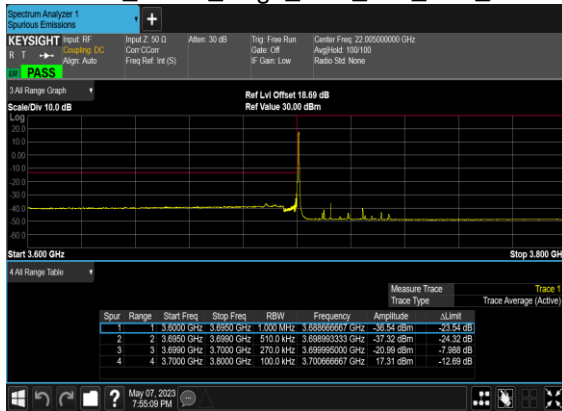 Spectrum Analyzer 1
Spurious Emissions
+
KEYSIGHT Input: RF Input Z: 50 Ω Atten: 30 dB Trig: Free Run Center Freq: 22.005000000 GHz
R T Coupling: DC Corr CCorr Gate: Off Avg|Hold: 100/100
Align: Auto Freq Ref: Int (S) IF Gain: Low Radio Std: None
PASS
3 All Range Graph
Ref Lvl Offset 18.69 dB
Scale/Div 10.0 dB Ref Value 30.00 dBm
Log
20.0
10.0
0.00
-10.0
-20.0
-30.0
-40.0
-50.0
-60.0
Start 3.600 GHz Stop 3.800 GH
4 All Range Table
Measure Trace Trace 1
Trace Type Trace Average (Active)
Spur Range Start Freq Stop Freq RBW Frequency Amplitude ΔLimit
1 1 3.6000 GHz 3.6950 GHz 1.000 MHz 3.688666667 GHz -36.54 dBm -23.54 dB
2 2 3.6950 GHz 3.6990 GHz 510.0 kHz 3.698993333 GHz -37.32 dBm -24.32 dB
3 3 3.6990 GHz 3.7000 GHz 270.0 kHz 3.699995000 GHz -20.99 dBm -7.988 dB
4 4 3.7000 GHz 3.8000 GHz 100.0 kHz 3.700666667 GHz 17.31 dBm -12.69 dB
? May 07, 2023
7:55:09 PM